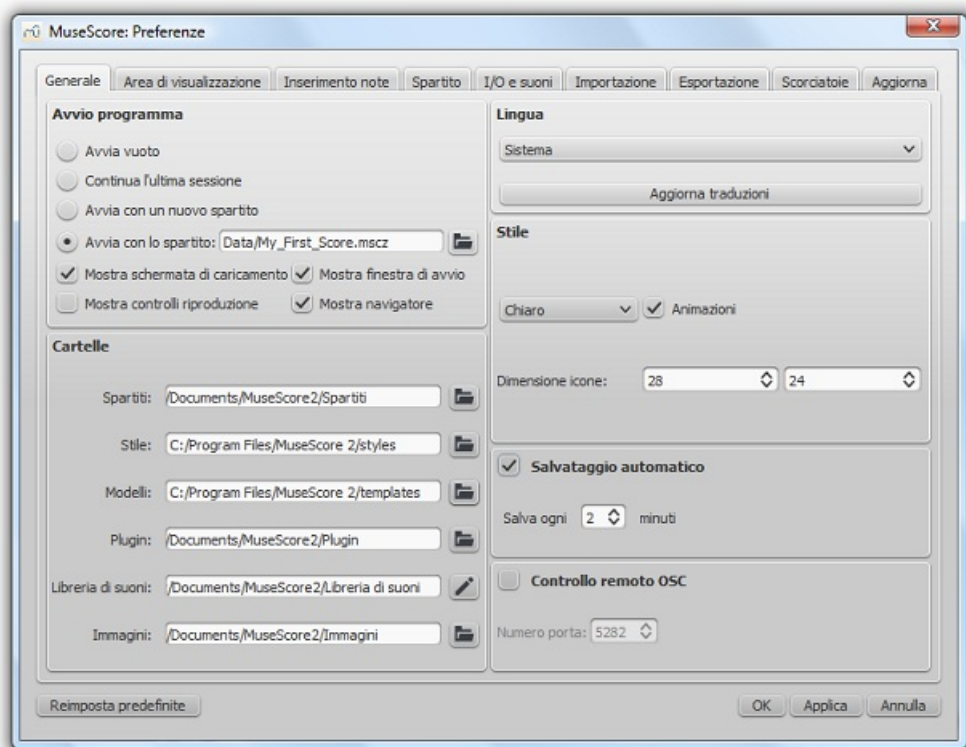 MuseScore: Preferenze
Generale Area di visualizzazione Inserimento note Spartito I/O e suoni Importazione Esportazione Scorciatoie Aggiorna
Avvio programma
Avvia vuoto
Continua l'ultima sessione
Avvia con un nuovo spartito
Avvia con lo spartito: Data/My_First_Score.mscz
Mostra schermata di caricamento Mostra finestra di avvio
Mostra controlli riproduzione Mostra navigatore
Cartelle
Spartiti: /Documents/MuseScore2/Spartiti
Stile: C:/Program Files/MuseScore 2/styles
Modelli: C:/Program Files/MuseScore 2/templates
Plugin: /Documents/MuseScore2/Plugin
Libreria di suoni: /Documents/MuseScore2/Libreria di suoni
Immagini: /Documents/MuseScore2/Immagini
Lingua
Sistema
Aggiorna traduzioni
Stile
Chiaro Animazioni
Dimensione icone: 28 24
Salvataggio automatico
Salva ogni 2 minuti
Controllo remoto OSC
Numero porta: 5282
Reimposta predefinite OK Applica Annulla